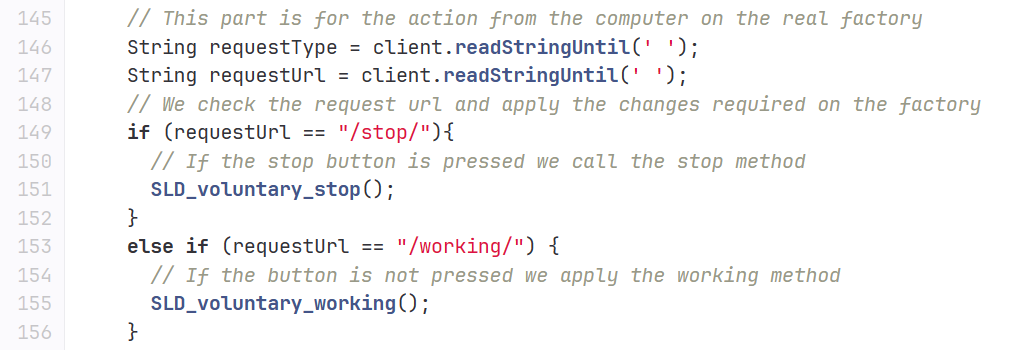 145 // This part is for the action from the computer on the real factory
146 String requestType = client.readStringUntil(' ');
147 String requestUrl = client.readStringUntil(' ');
148 // We check the request url and apply the changes required on the factory
149 if (requestUrl == "/stop/"){
150 // If the stop button is pressed we call the stop method
151 SLD_voluntary_stop();
152 }
153 else if (requestUrl == "/working/") {
154 // If the button is not pressed we apply the working method
155 SLD_voluntary_working();
156 }